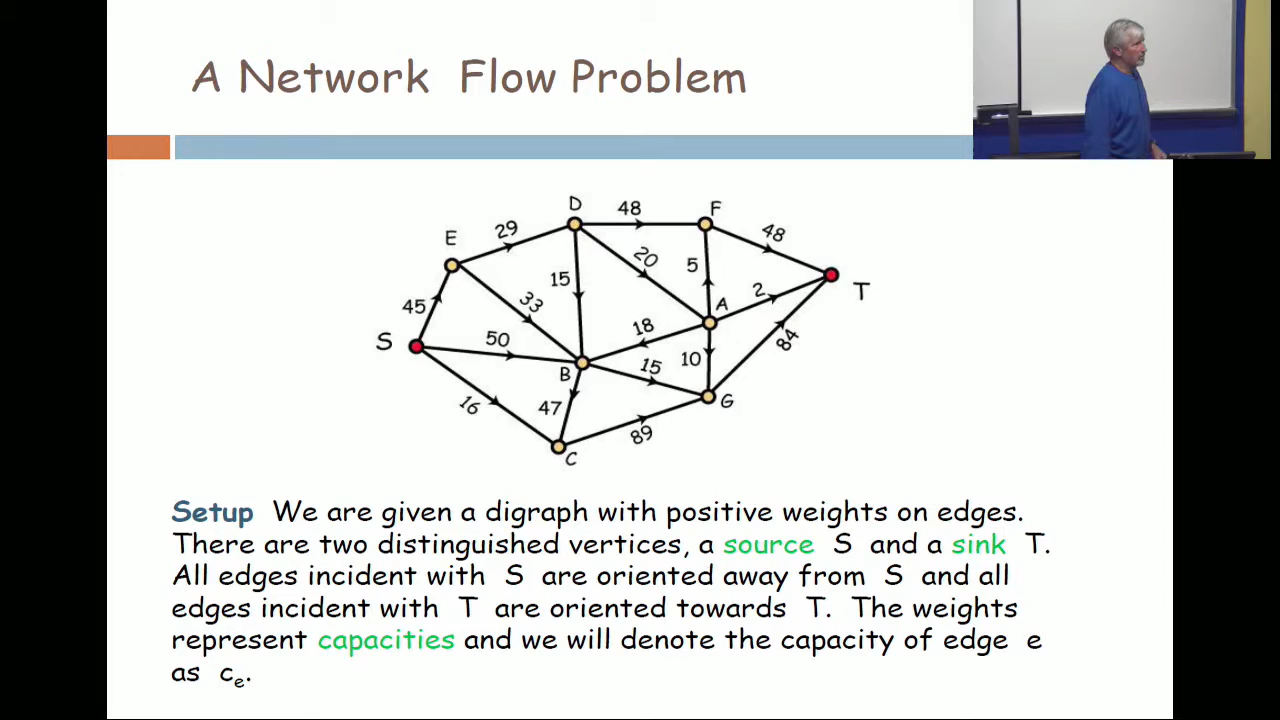 A Network Flow Problem
D
48
F
29
48
E
20
15
5
T
A
2
33
45
18
S
50
84
10
15
B
G
16
47
89
C
Setup We are given a digraph with positive weights on edges.
There are two distinguished vertices, a source S and a sink T.
All edges incident with S are oriented away from S and all
edges incident with T are oriented towards T. The weights
represent capacities and we will denote the capacity of edge e
as cₑ.